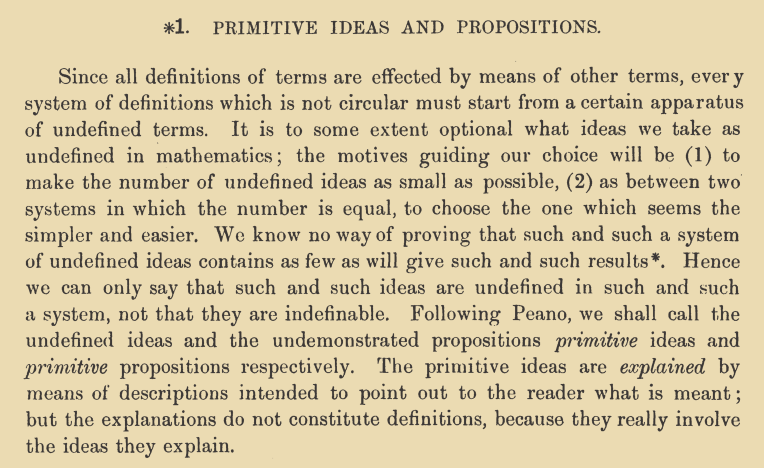 *1. PRIMITIVE IDEAS AND PROPOSITIONS.
Since all definitions of terms are effected by means of other terms, every
system of definitions which is not circular must start from a certain apparatus
of undefined terms. It is to some extent optional what ideas we take as
undefined in mathematics; the motives guiding our choice will be (1) to
make the number of undefined ideas as small as possible, (2) as between two
systems in which the number is equal, to choose the one which seems the
simpler and easier. We know no way of proving that such and such a system
of undefined ideas contains as few as will give such and such results*. Hence
we can only say that such and such ideas are undefined in such and such
a system, not that they are indefinable. Following Peano, we shall call the
undefined ideas and the undemonstrated propositions primitive ideas and
primitive propositions respectively. The primitive ideas are explained by
means of descriptions intended to point out to the reader what is meant;
but the explanations do not constitute definitions, because they really involve
the ideas they explain.